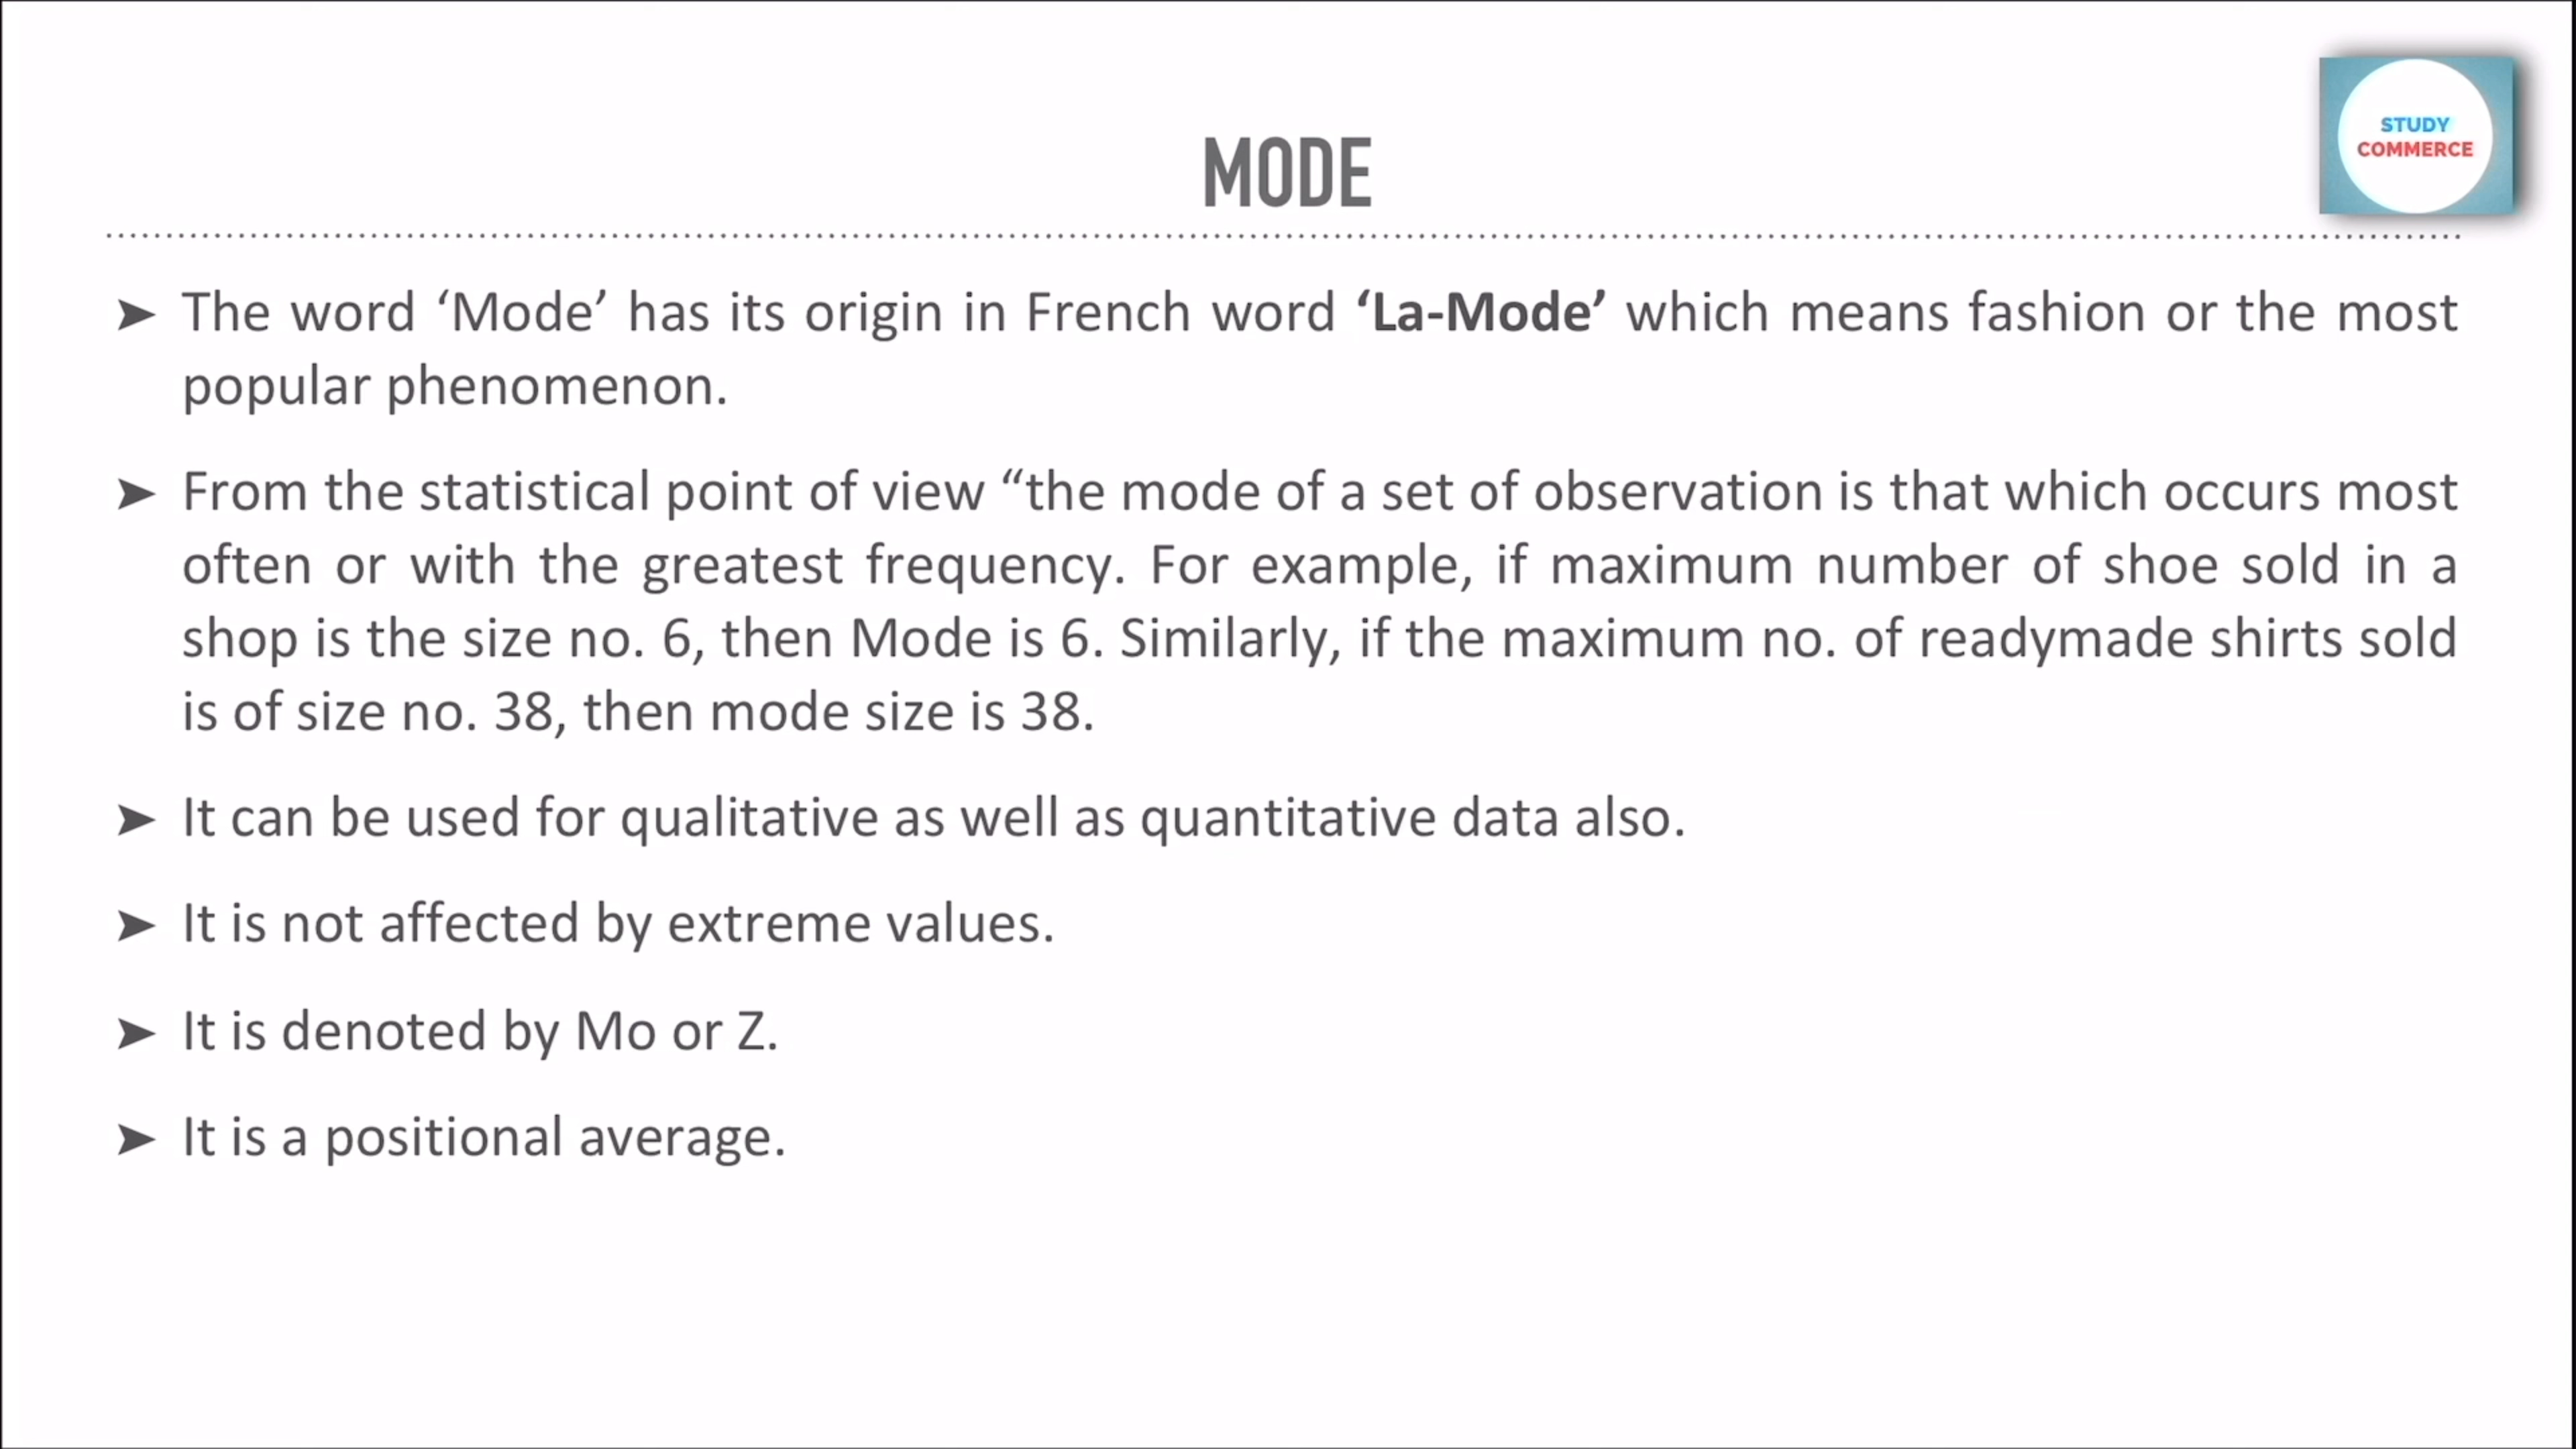 STUDY
COMMERCE
MODE
➤ The word ‘Mode’ has its origin in French word ‘La-Mode’ which means fashion or the most
popular phenomenon.
➤ From the statistical point of view “the mode of a set of observation is that which occurs most
often or with the greatest frequency. For example, if maximum number of shoe sold in a
shop is the size no. 6, then Mode is 6. Similarly, if the maximum no. of readymade shirts sold
is of size no. 38, then mode size is 38.
➤ It can be used for qualitative as well as quantitative data also.
➤ It is not affected by extreme values.
➤ It is denoted by Mo or Z.
➤ It is a positional average.